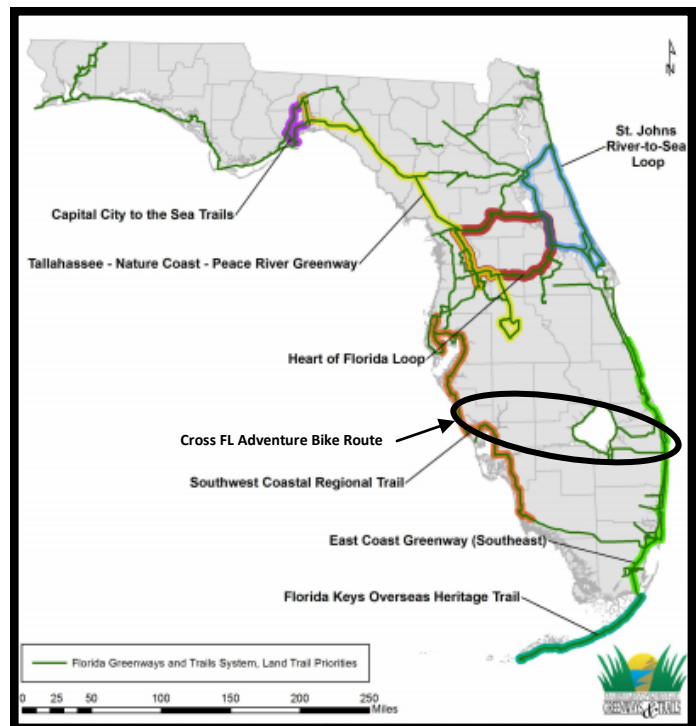 N
St. Johns
River-to-Sea
Loop
Capital City to the Sea Trails
Tallahassee - Nature Coast - Peace River Greenway
Heart of Florida Loop
Cross FL Adventure Bike Route
Southwest Coastal Regional Trail
East Coast Greenway (Southeast)
Florida Keys Overseas Heritage Trail
Florida Greenways and Trails System, Land Trail Priorities
0 25 50 100 150 200 250
Miles
GREENWAYS & TRAILS